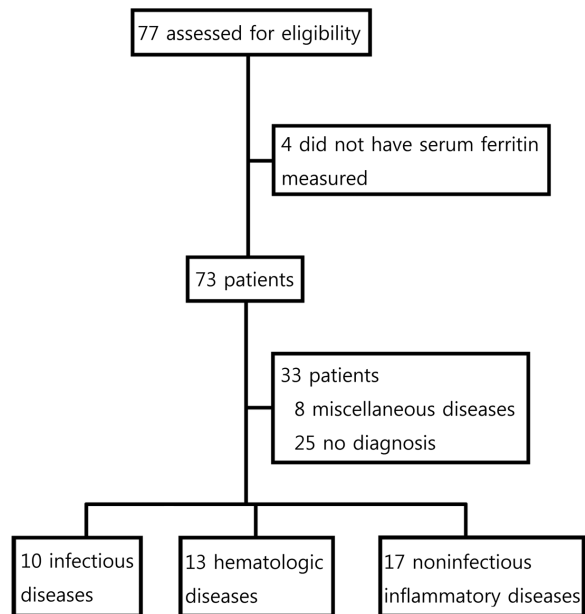 77 assessed for eligibility
4 did not have serum ferritin
measured
73 patients
33 patients
8 miscellaneous diseases
25 no diagnosis
10 infectious
diseases
13 hematologic
diseases
17 noninfectious
inflammatory diseases